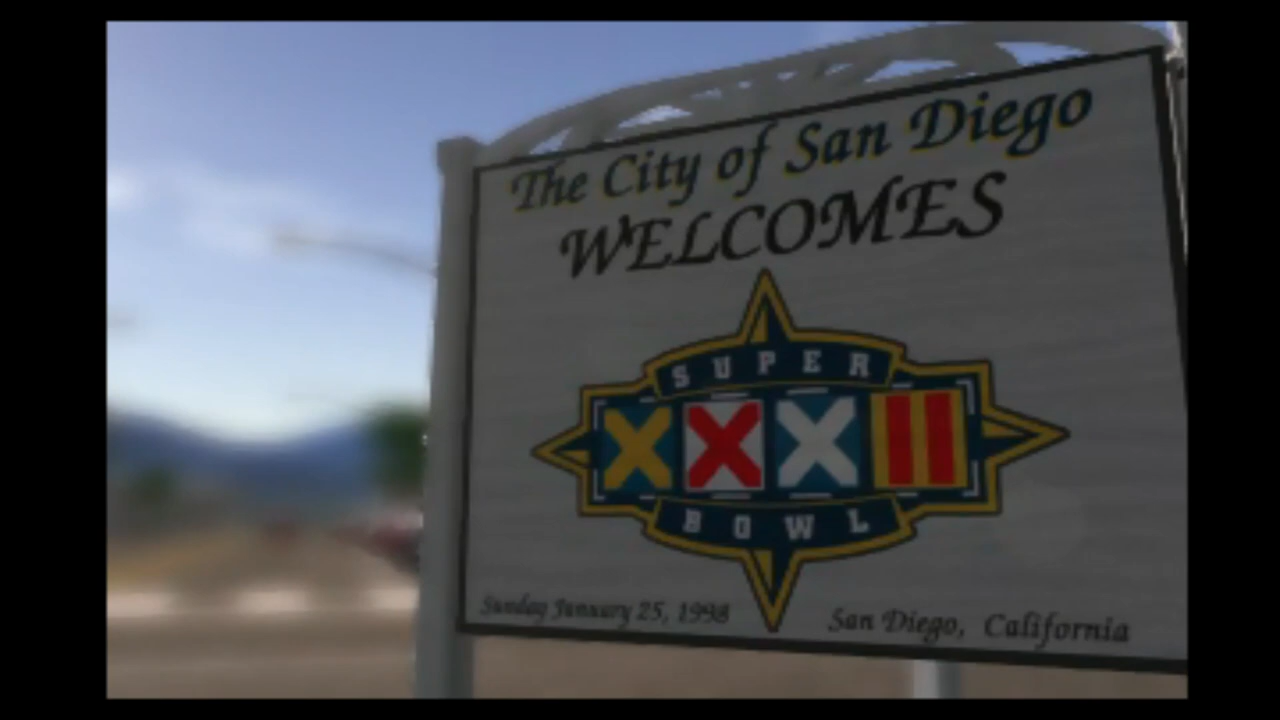 The City of San Diego
WELCOMES
SUPER
XXXII
BOWL
Sunday January 25, 1998
San Diego, California